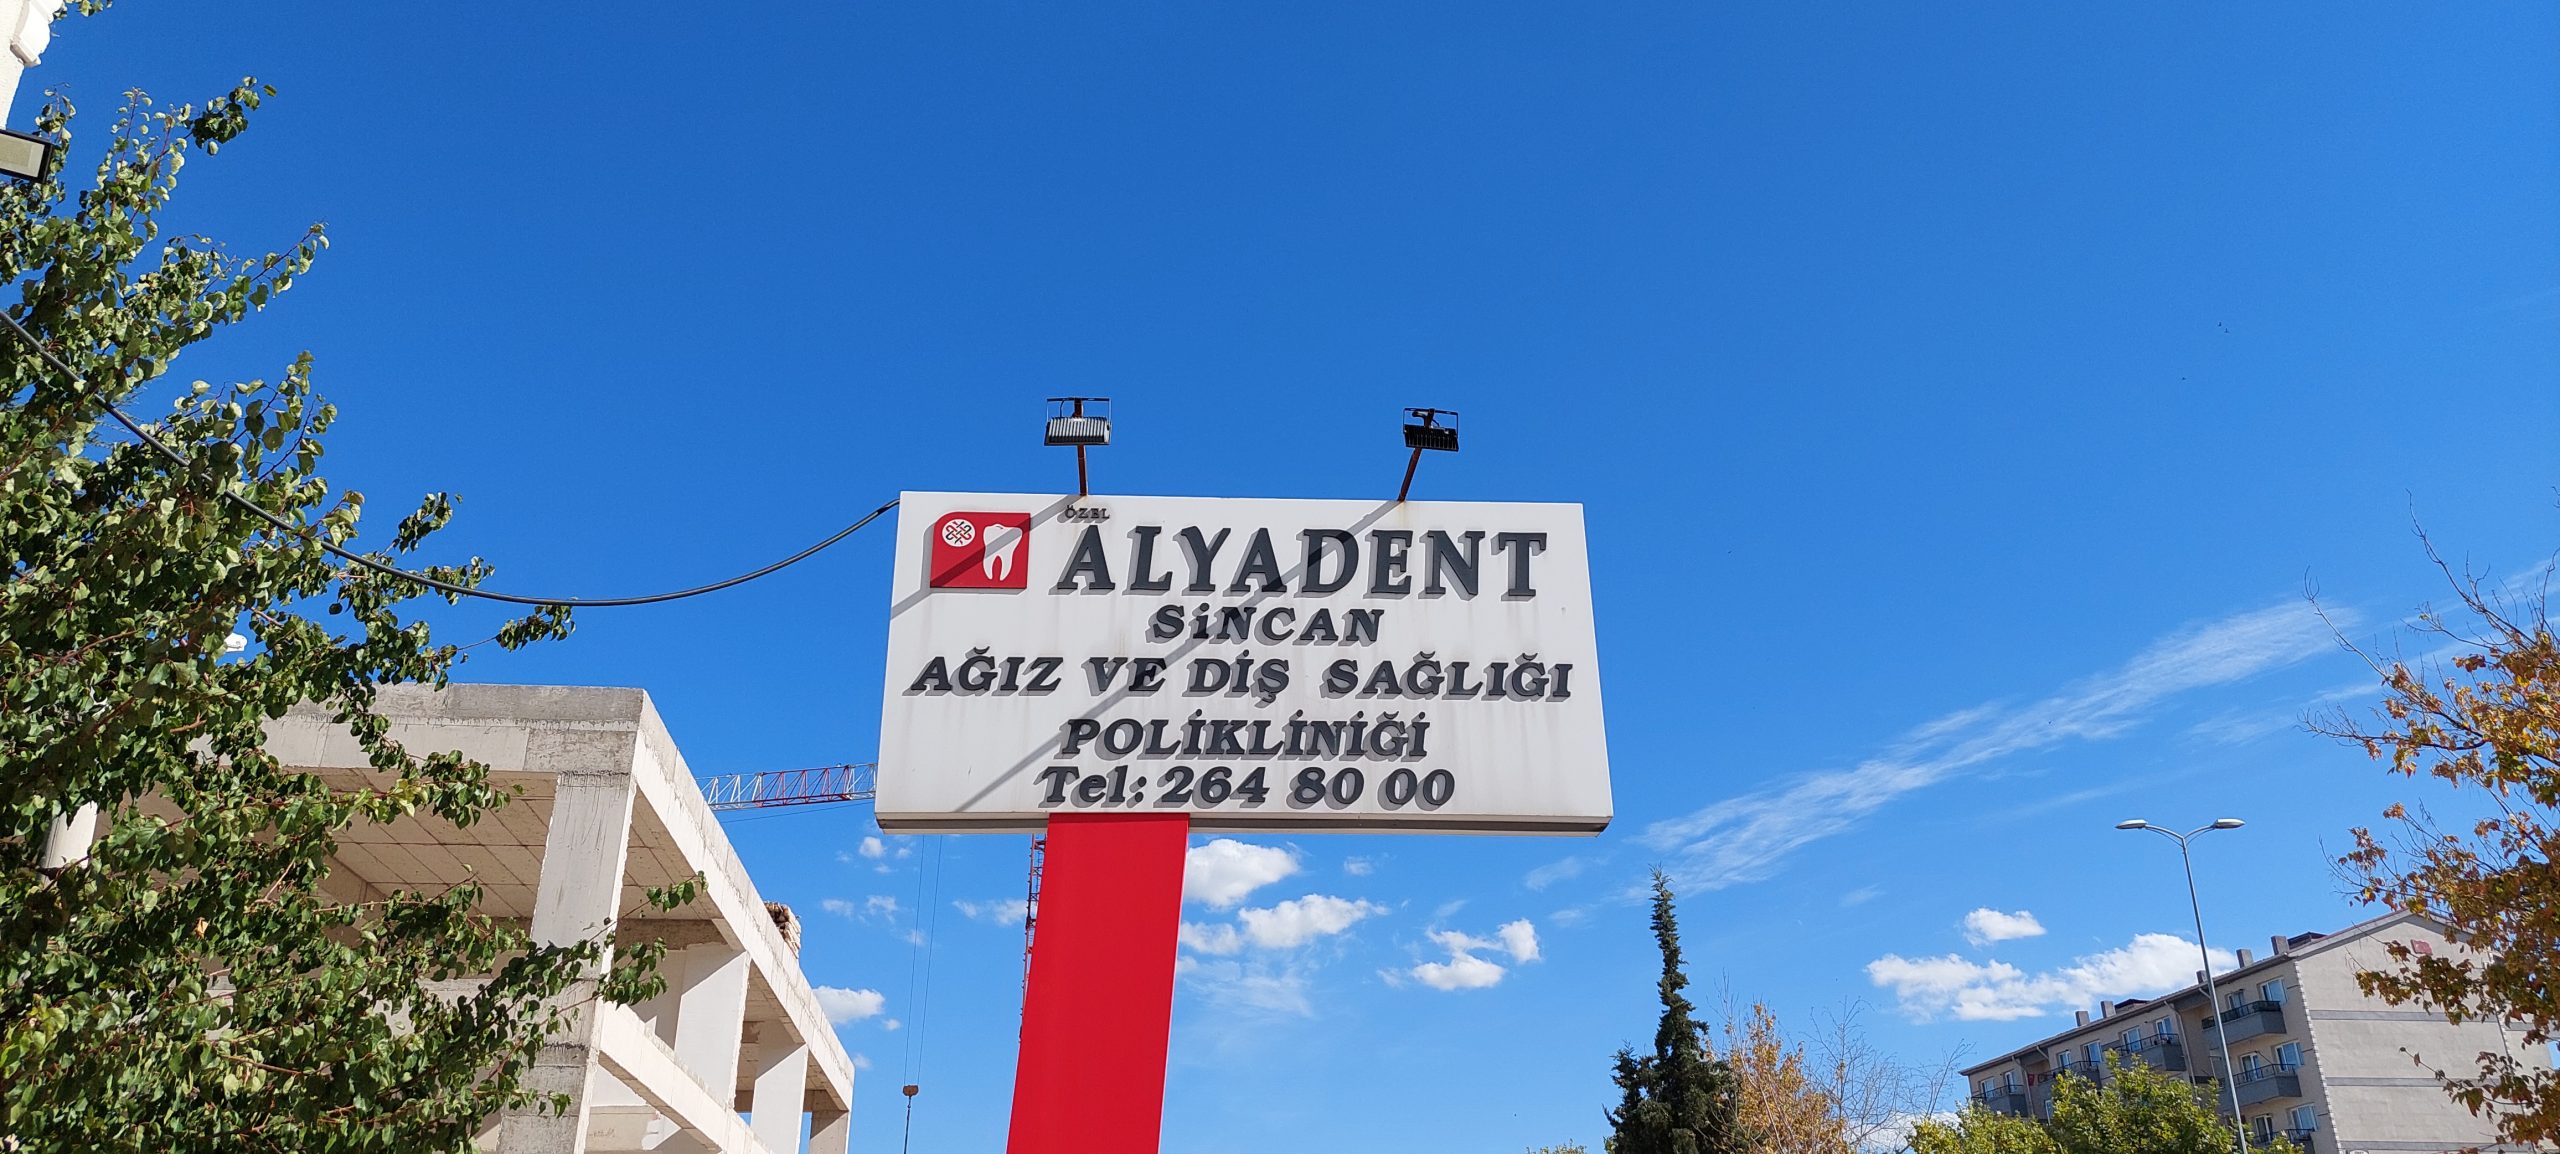 ÖZEL
ALYADENT
SİNCAN
AĞIZ VE DİŞ SAĞLIĞI
POLİKLİNİĞİ
Tel: 264 80 00